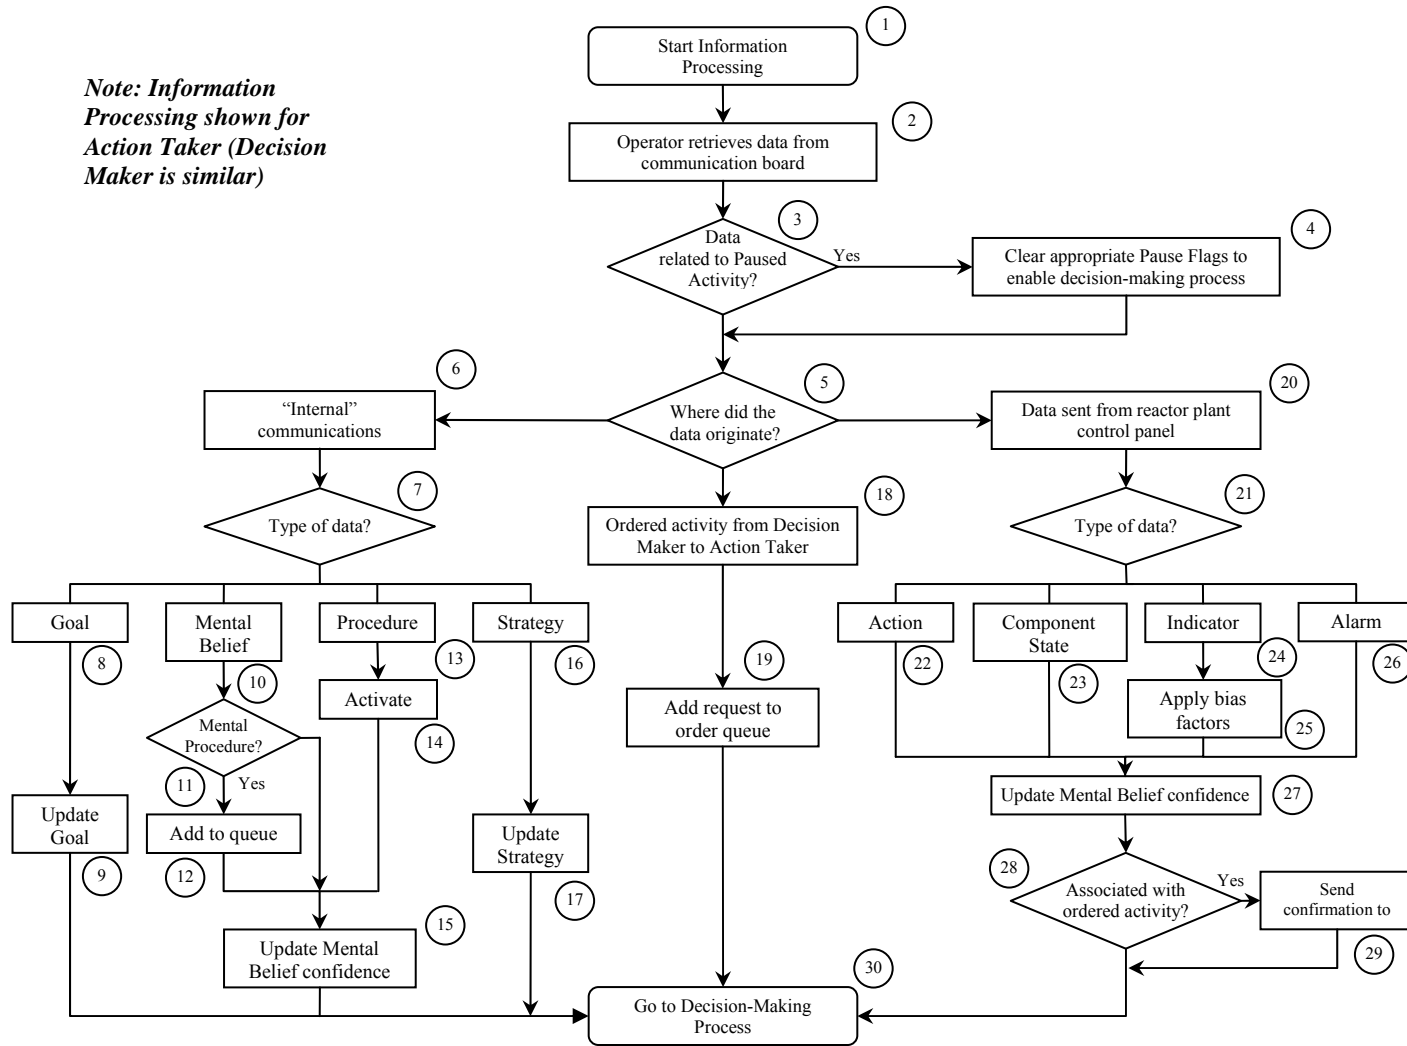 1
Start Information
Processing
Note: Information
Processing shown for
Action Taker (Decision
Maker is similar)
2
Operator retrieves data from
communication board
3
Data
related to Paused
Activity?
Yes
4
Clear appropriate Pause Flags to
enable decision-making process
5
Where did the
data originate?
6
“Internal”
communications
7
Type of data?
Goal
8
Update
Goal
9
Mental
Belief
10
Mental
Procedure?
11
Yes
Add to queue
12
Procedure
13
Activate
14
Update Mental
Belief confidence
15
Strategy
16
Update
Strategy
17
18
Ordered activity from Decision
Maker to Action Taker
19
Add request to
order queue
20
Data sent from reactor plant
control panel
21
Type of data?
Action
22
Component
State
23
Indicator
24
Apply bias
factors
25
Alarm
26
Update Mental Belief confidence
27
28
Associated with
ordered activity?
Yes
Send
confirmation to
29
30
Go to Decision-Making
Process